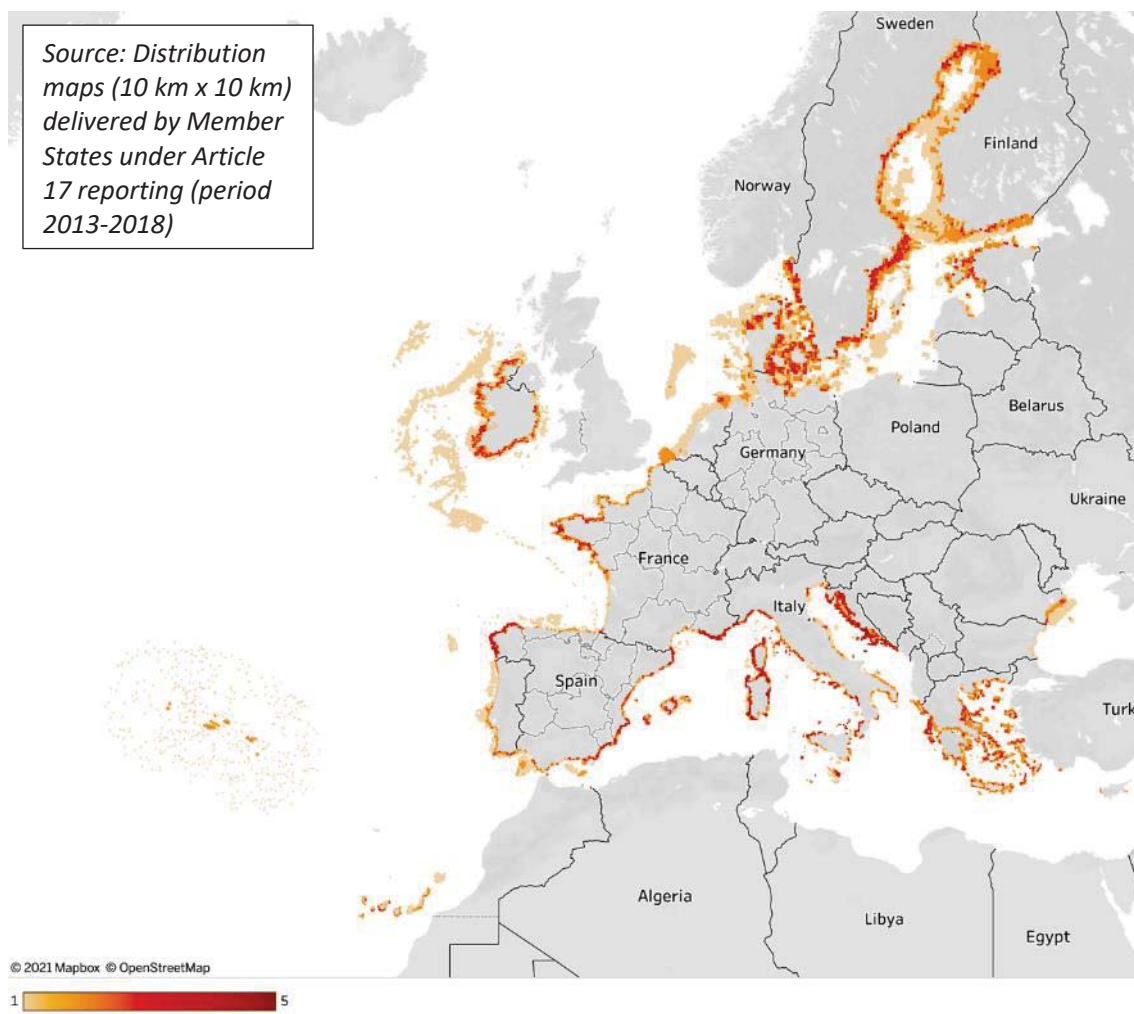 Source: Distribution
maps (10 km x 10 km)
delivered by Member
States under Article
17 reporting (period
2013-2018)
Sweden
Finland
Norway
Belarus
Poland
Germany
Ukraine
France
Italy
Spain
Turk
Algeria
Libya
Egypt
© 2021 Mapbox © OpenStreetMap
1 5